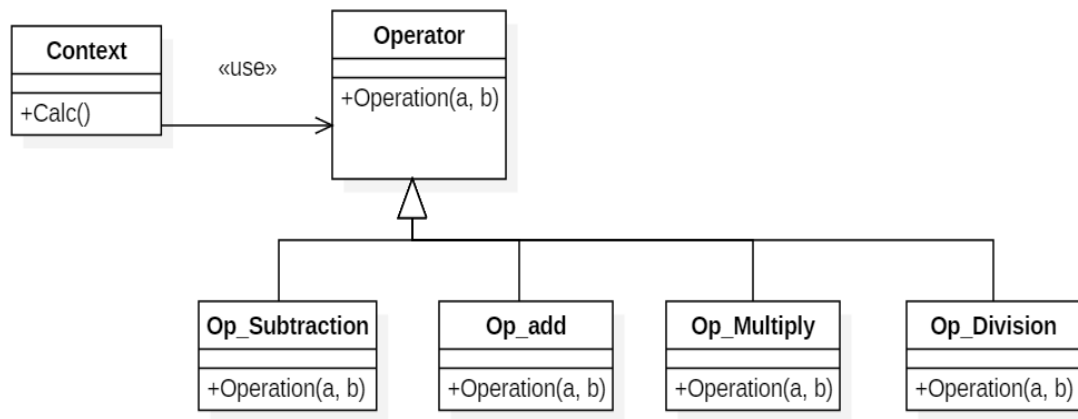 Context
+Calc()
«use»
Operator
+Operation(a, b)
Op_Subtraction
+Operation(a, b)
Op_add
+Operation(a, b)
Op_Multiply
+Operation(a, b)
Op_Division
+Operation(a, b)